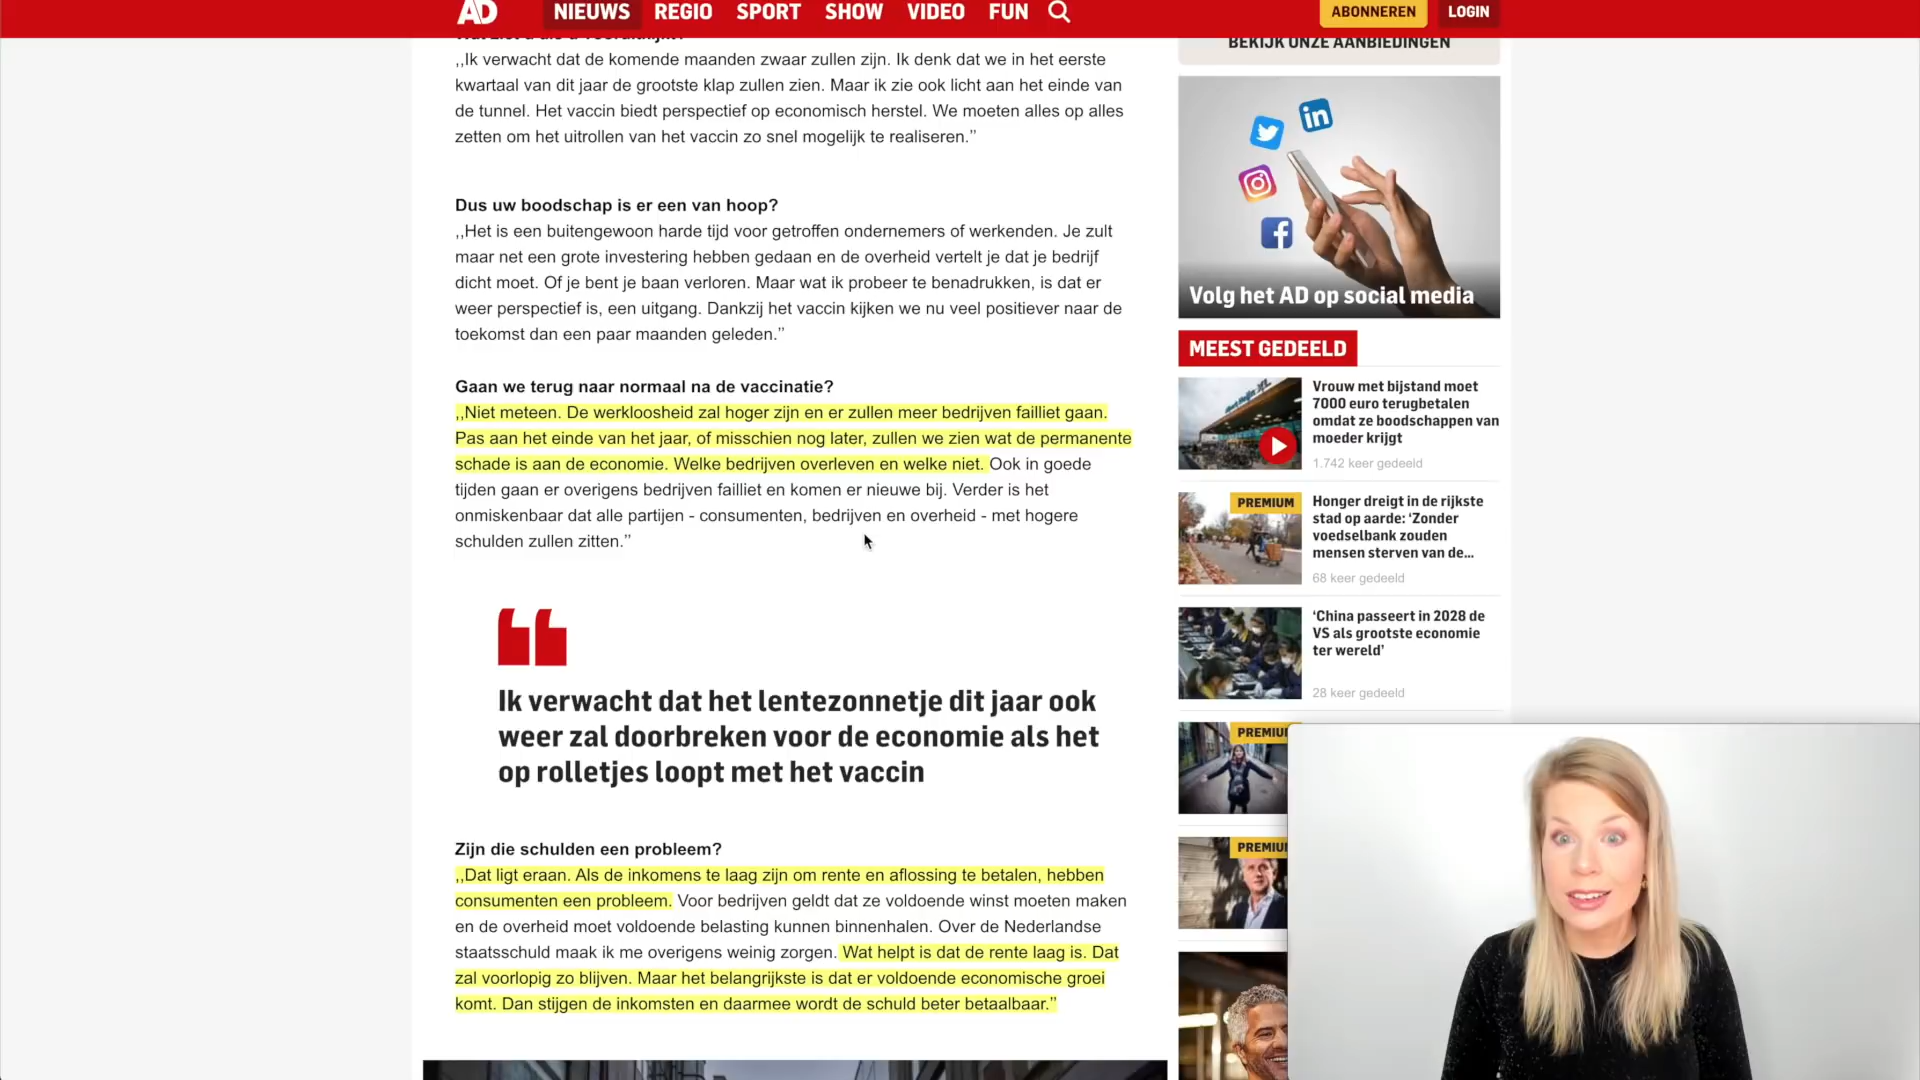 AD
NIEUWS REGIO SPORT SHOW VIDEO FUN
ABONNEREN
LOGIN
,,Ik verwacht dat de komende maanden zwaar zullen zijn. Ik denk dat we in het eerste
kwartaal van dit jaar de grootste klap zullen zien. Maar ik zie ook licht aan het einde van
de tunnel. Het vaccin biedt perspectief op economisch herstel. We moeten alles op alles
zetten om het uitrollen van het vaccin zo snel mogelijk te realiseren.’’
Dus uw boodschap is er een van hoop?
,,Het is een buitengewoon harde tijd voor getroffen ondernemers of werkenden. Je zult
maar net een grote investering hebben gedaan en de overheid vertelt je dat je bedrijf
dicht moet. Of je bent je baan verloren. Maar wat ik probeer te benadrukken, is dat er
weer perspectief is, een uitgang. Dankzij het vaccin kijken we nu veel positiever naar de
toekomst dan een paar maanden geleden.’’
Gaan we terug naar normaal na de vaccinatie?
,,Niet meteen. De werkloosheid zal hoger zijn en er zullen meer bedrijven failliet gaan.
Pas aan het einde van het jaar, of misschien nog later, zullen we zien wat de permanente
schade is aan de economie. Welke bedrijven overleven en welke niet. Ook in goede
tijden gaan er overigens bedrijven failliet en komen er nieuwe bij. Verder is het
onmiskenbaar dat alle partijen - consumenten, bedrijven en overheid - met hogere
schulden zullen zitten.’’
Ik verwacht dat het lentezonnetje dit jaar ook
weer zal doorbreken voor de economie als het
op rolletjes loopt met het vaccin
Zijn die schulden een probleem?
,,Dat ligt eraan. Als de inkomens te laag zijn om rente en aflossing te betalen, hebben
consumenten een probleem. Voor bedrijven geldt dat ze voldoende winst moeten maken
en de overheid moet voldoende belasting kunnen binnenhalen. Over de Nederlandse
staatsschuld maak ik me overigens weinig zorgen. Wat helpt is dat de rente laag is. Dat
zal voorlopig zo blijven. Maar het belangrijkste is dat er voldoende economische groei
komt. Dan stijgen de inkomsten en daarmee wordt de schuld beter betaalbaar.’’
BEKIJK ONZE AANBIEDINGEN
in
Volg het AD op social media
MEEST GEDEELD
Vrouw met bijstand moet
7000 euro terugbetalen
omdat ze boodschappen van
moeder krijgt
1.742 keer gedeeld
PREMIUM
Honger dreigt in de rijkste
stad op aarde: ‘Zonder
voedselbank zouden
mensen sterven van de...
68 keer gedeeld
‘China passeert in 2028 de
VS als grootste economie
ter wereld’
28 keer gedeeld
PREMIU
PREMIU